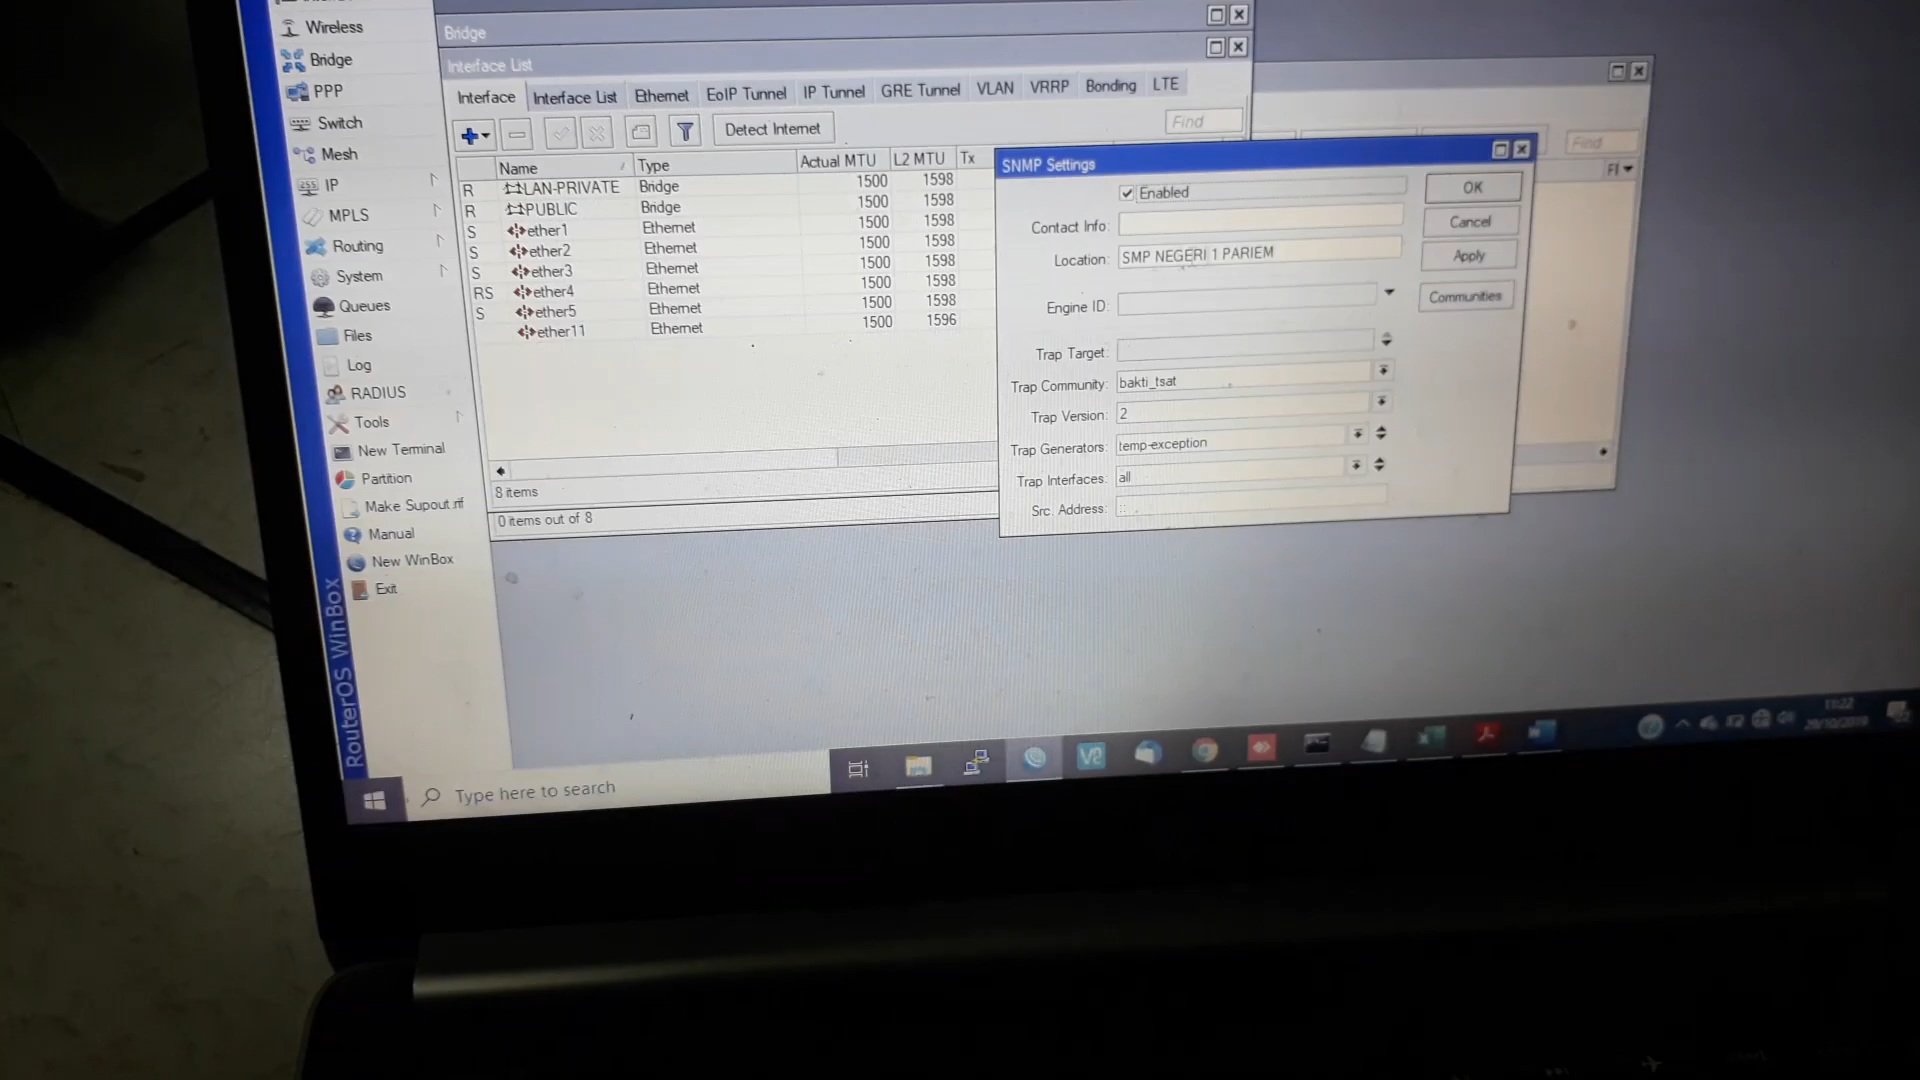 Wireless
Bridge
PPP
Switch
Mesh
IP
MPLS
Routing
System
Queues
Files
Log
RADIUS
Tools
New Terminal
Partition
Make Supout.rif
Manual
New WinBox
Exit
RouterOS WinBox
Bridge
Interface List
Interface Interface List Ethernet EoIP Tunnel IP Tunnel GRE Tunnel VLAN VRRP Bonding LTE
Detect Internet Find
Name Type Actual MTU L2 MTU Tx
R LAN-PRIVATE Bridge 1500 1598
R PUBLIC Bridge 1500 1598
S ether1 Ethernet 1500 1598
S ether2 Ethernet 1500 1598
S ether3 Ethernet 1500 1598
RS ether4 Ethernet 1500 1598
S ether5 Ethernet 1500 1598
ether11 Ethernet 1500 1596
8 items
0 items out of 8
Find
SNMP Settings
Enabled
Contact Info:
Location: SMP NEGERI 1 PARIEM
Engine ID:
Trap Target:
Trap Community: bakti_tsat
Trap Version: 2
Trap Generators: temp-exception
Trap Interfaces: all
Src. Address: ::
OK
Cancel
Apply
Communities
Type here to search